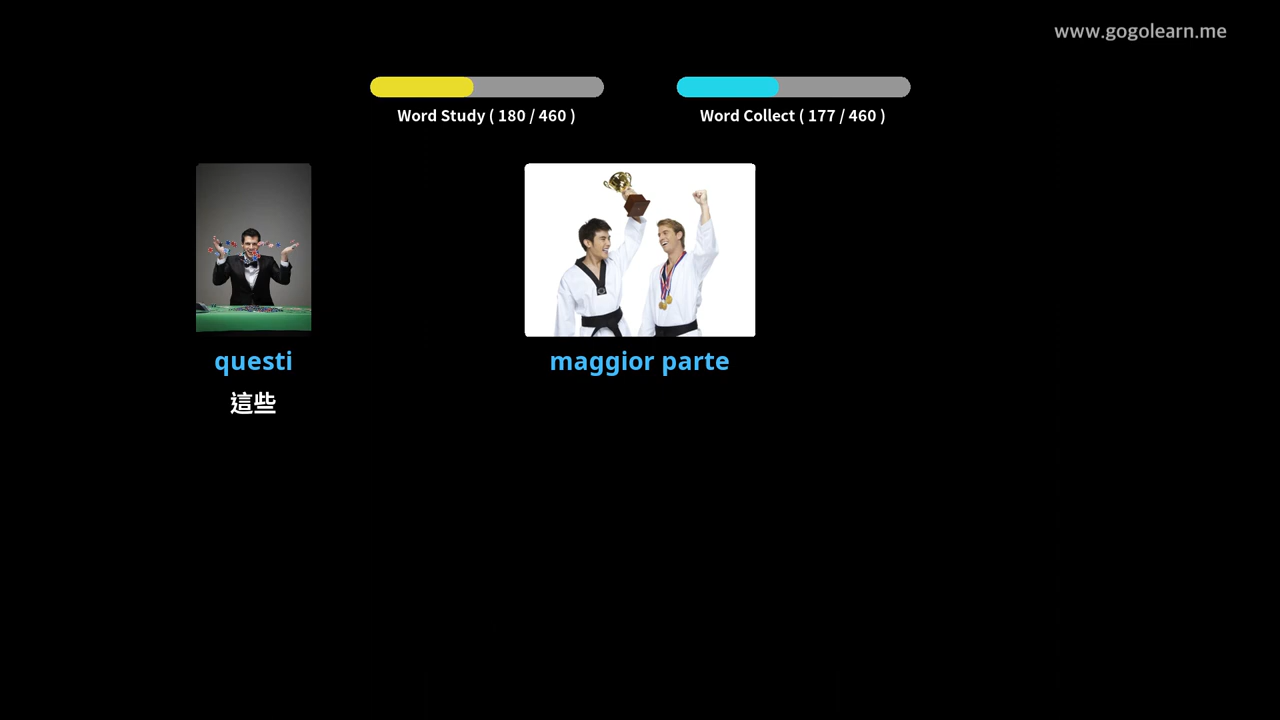 www.gogolearn.me
Word Study ( 180 / 460 )
Word Collect ( 177 / 460 )
questi
maggior parte
這些